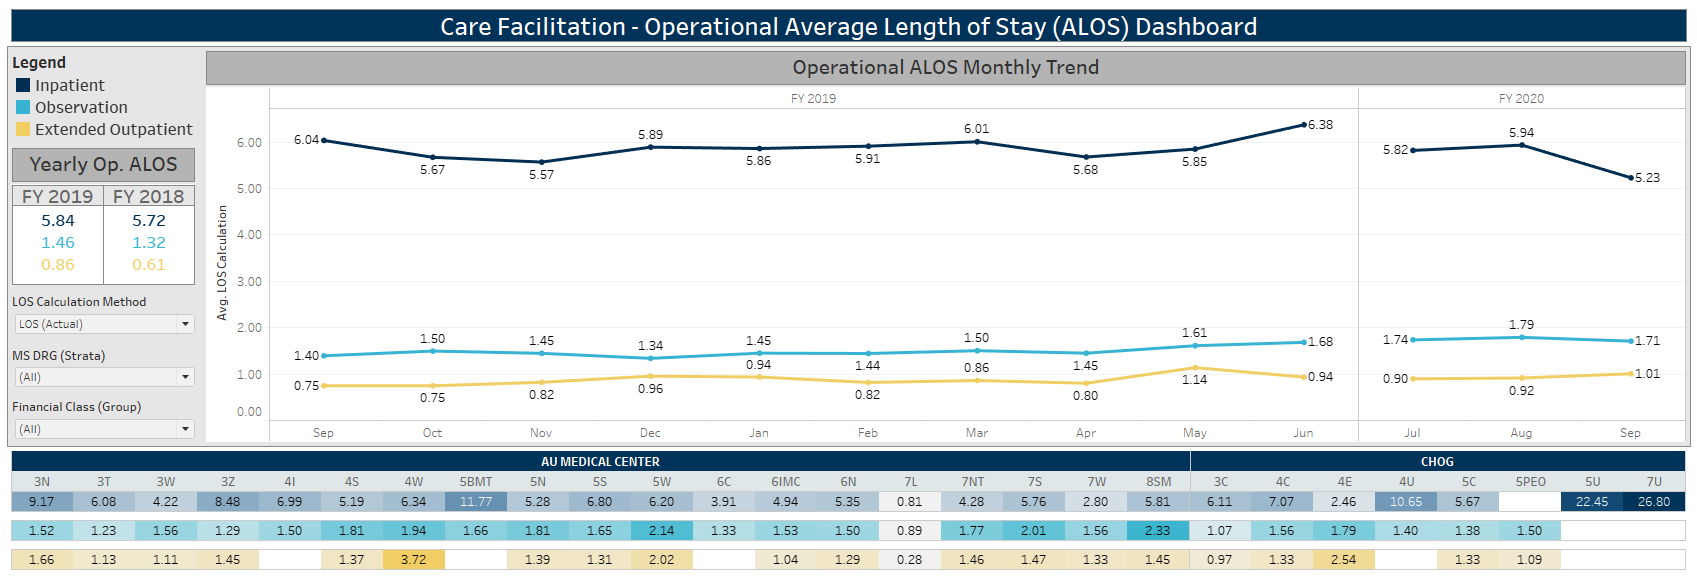 Care Facilitation - Operational Average Length of Stay (ALOS) Dashboard
Legend
Inpatient
Observation
Extended Outpatient
Yearly Op. ALOS
FY 2019 FY 2018
5.84 5.72
1.46 1.32
0.86 0.61
LOS Calculation Method
LOS (Actual)
MS DRG (Strata)
(All)
Financial Class (Group)
(All)
Operational ALOS Monthly Trend
FY 2019 FY 2020
Avg. LOS Calculation
6.00
5.00
4.00
3.00
2.00
1.00
0.00
6.04 5.67 5.57 5.89 5.86 5.91 6.01 5.68 5.85 6.38 5.82 5.94 5.23
1.40 1.50 1.45 1.34 1.45 1.44 1.50 1.45 1.61 1.68 1.74 1.79 1.71
0.75 0.75 0.82 0.96 0.94 0.82 0.86 0.80 1.14 0.94 0.90 0.92 1.01
Sep Oct Nov Dec Jan Feb Mar Apr May Jun Jul Aug Sep
AU MEDICAL CENTER CHOG
3N 3T 3W 3Z 4I 4S 4W 5BMT 5N 5S 5W 6C 6IMC 6N 7L 7NT 7S 7W 8SM 3C 4C 4E 4U 5C 5PEO 5U 7U
9.17 6.08 4.22 8.48 6.99 5.19 6.34 11.77 5.28 6.80 6.20 3.91 4.94 5.35 0.81 4.28 5.76 2.80 5.81 6.11 7.07 2.46 10.65 5.67 22.45 26.80
1.52 1.23 1.56 1.29 1.50 1.81 1.94 1.66 1.81 1.65 2.14 1.33 1.53 1.50 0.89 1.77 2.01 1.56 2.33 1.07 1.56 1.79 1.40 1.38 1.50
1.66 1.13 1.11 1.45 1.37 3.72 1.39 1.31 2.02 1.04 1.29 0.28 1.46 1.47 1.33 1.45 0.97 1.33 2.54 1.33 1.09